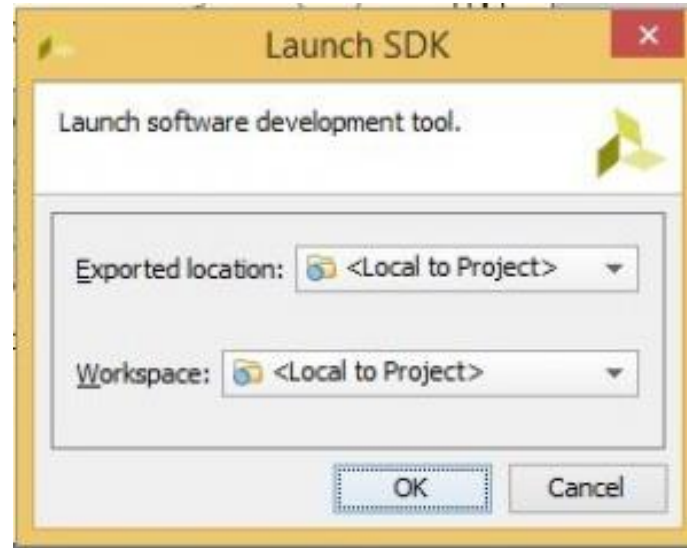 Launch SDK
Launch software development tool.
Exported location: <Local to Project>
Workspace: <Local to Project>
OK Cancel